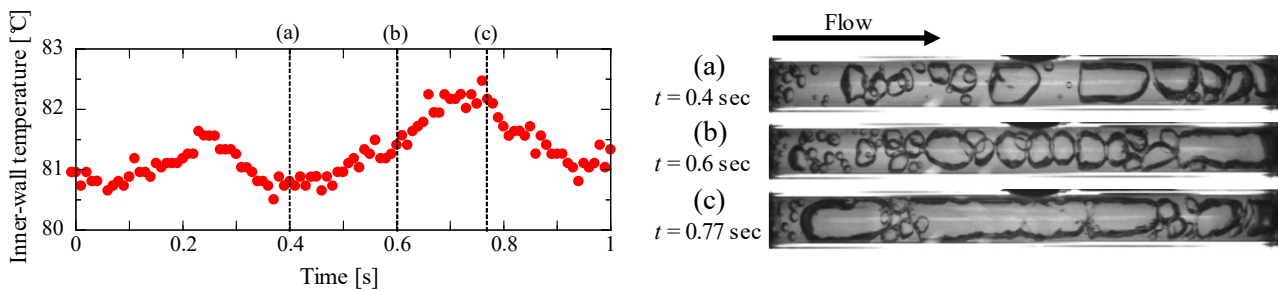 Inner-wall temperature [℃]
83
82
81
80
(a)
(b)
(c)
0
0.2
0.4
0.6
0.8
1
Time [s]
Flow
(a)
t = 0.4 sec
(b)
t = 0.6 sec
(c)
t = 0.77 sec